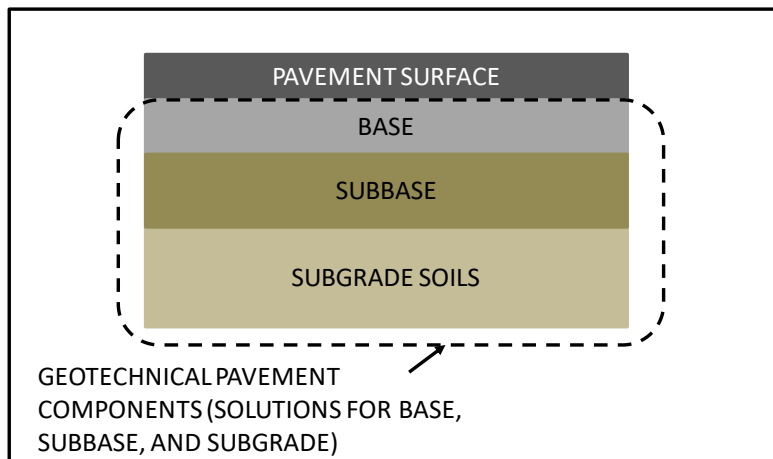 PAVEMENT SURFACE
BASE
SUBBASE
SUBGRADE SOILS
GEOTECHNICAL PAVEMENT
COMPONENTS (SOLUTIONS FOR BASE,
SUBBASE, AND SUBGRADE)